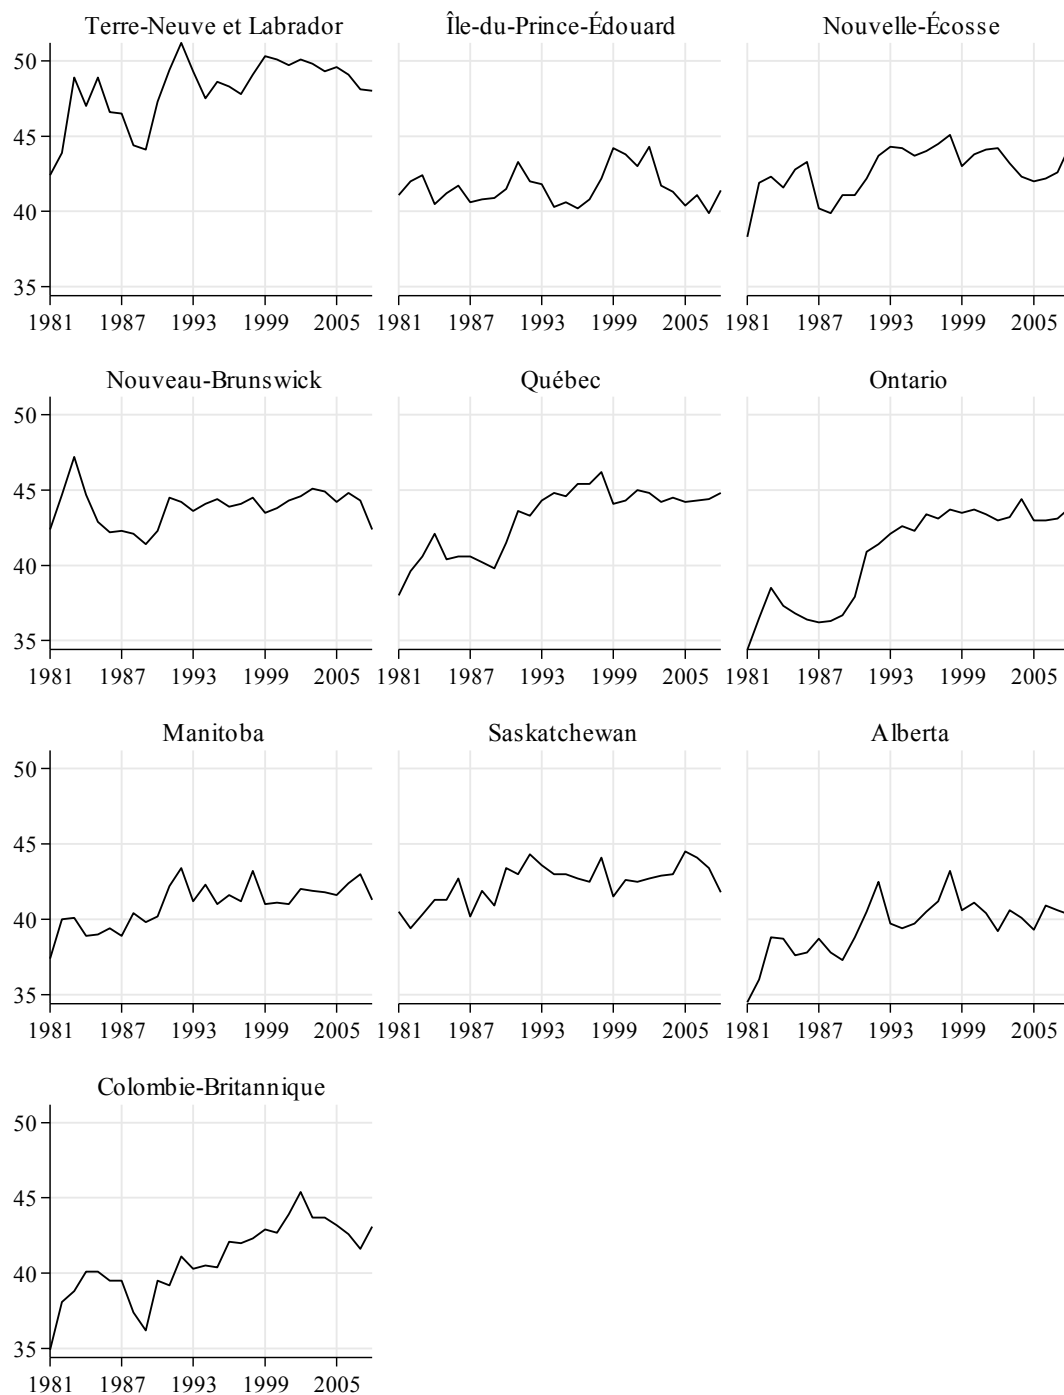 Terre-Neuve et Labrador Île-du-Prince-Édouard Nouvelle-Écosse
50
45
40
35
1981 1987 1993 1999 2005 1981 1987 1993 1999 2005 1981 1987 1993 1999 2005
Nouveau-Brunswick Québec Ontario
50
45
40
35
1981 1987 1993 1999 2005 1981 1987 1993 1999 2005 1981 1987 1993 1999 2005
Manitoba Saskatchewan Alberta
50
45
40
35
1981 1987 1993 1999 2005 1981 1987 1993 1999 2005 1981 1987 1993 1999 2005
Colombie-Britannique
50
45
40
35
1981 1987 1993 1999 2005